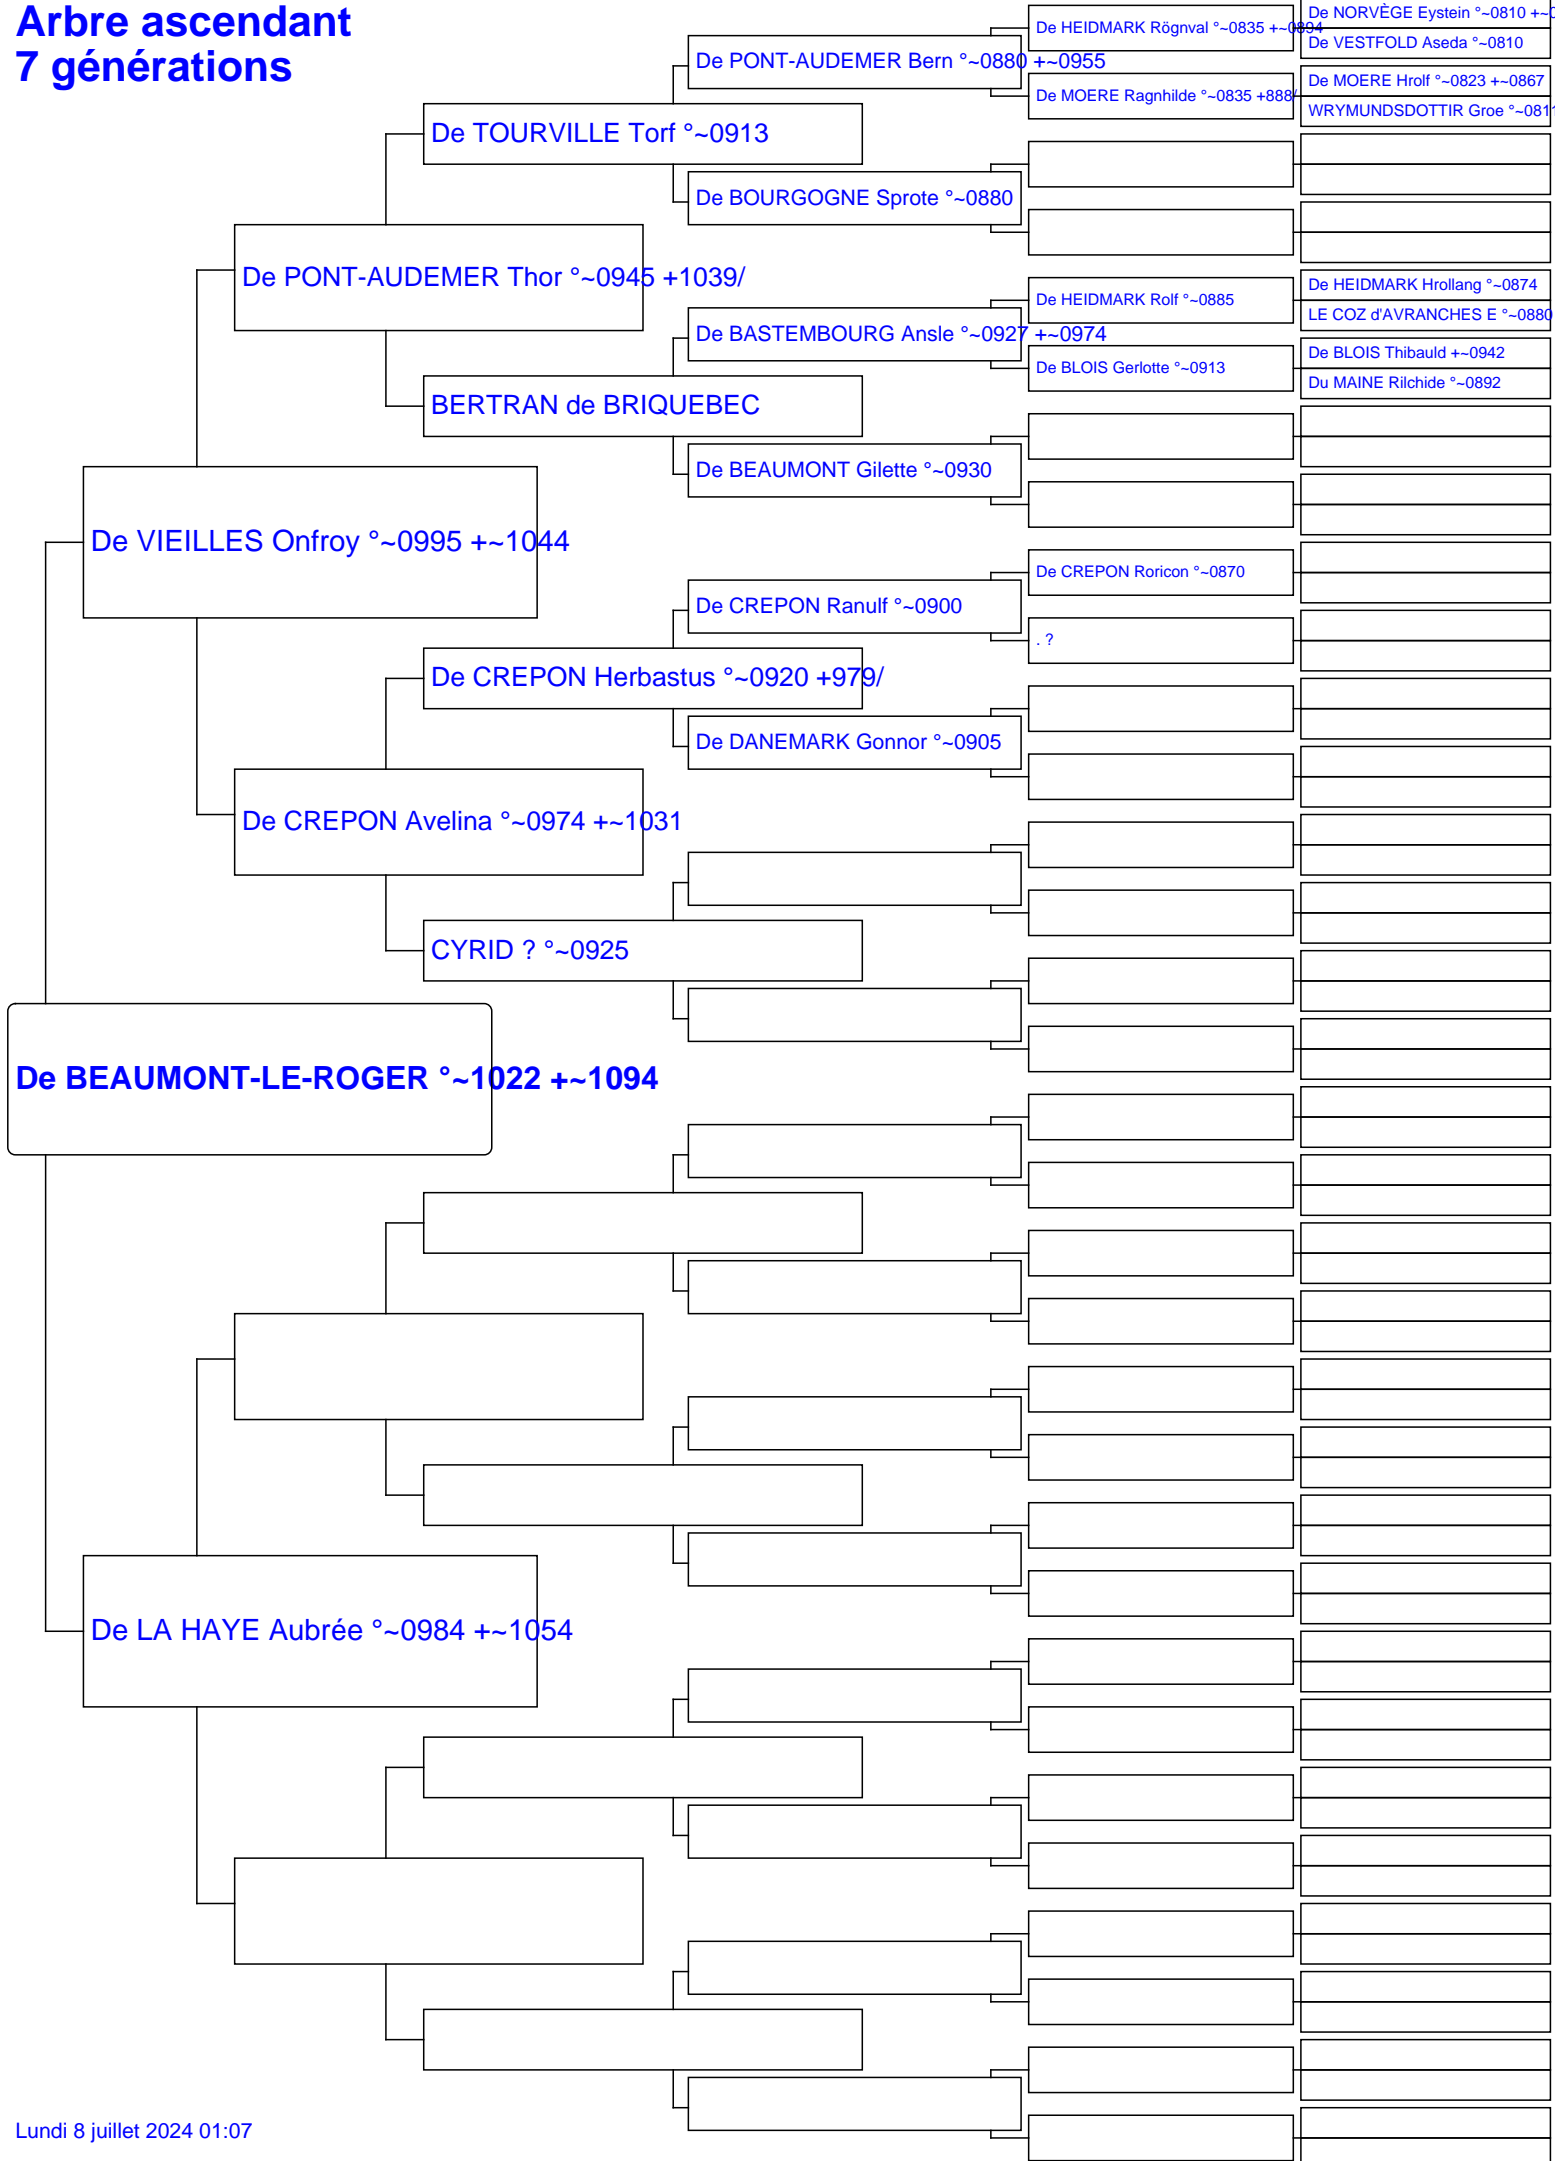 Arbre ascendant
7 générations
De NORVÈGE Eystein °~0810 +~0
De HEIDMARK Rögnval °~0835 +~0894
De VESTFOLD Aseda °~0810
De PONT-AUDEMER Bern °~0880 +~0955
De MOERE Hrolf °~0823 +~0867
De MOERE Ragnhilde °~0835 +888/
WRYMUNDSDOTTIR Groe °~0811
De TOURVILLE Torf °~0913
De BOURGOGNE Sprote °~0880
De PONT-AUDEMER Thor °~0945 +1039/
De HEIDMARK Hrollang °~0874
De HEIDMARK Rolf °~0885
LE COZ d'AVRANCHES E °~0880
De BASTEMBOURG Ansle °~0927 +~0974
De BLOIS Thibauld +~0942
De BLOIS Gerlotte °~0913
Du MAINE Rilchide °~0892
BERTRAN de BRIQUEBEC
De BEAUMONT Gilette °~0930
De VIEILLES Onfroy °~0995 +~1044
De CREPON Roricon °~0870
De CREPON Ranulf °~0900
. ?
De CREPON Herbastus °~0920 +979/
De DANEMARK Gonnor °~0905
De CREPON Avelina °~0974 +~1031
CYRID ? °~0925
De BEAUMONT-LE-ROGER °~1022 +~1094
De LA HAYE Aubrée °~0984 +~1054
Lundi 8 juillet 2024 01:07